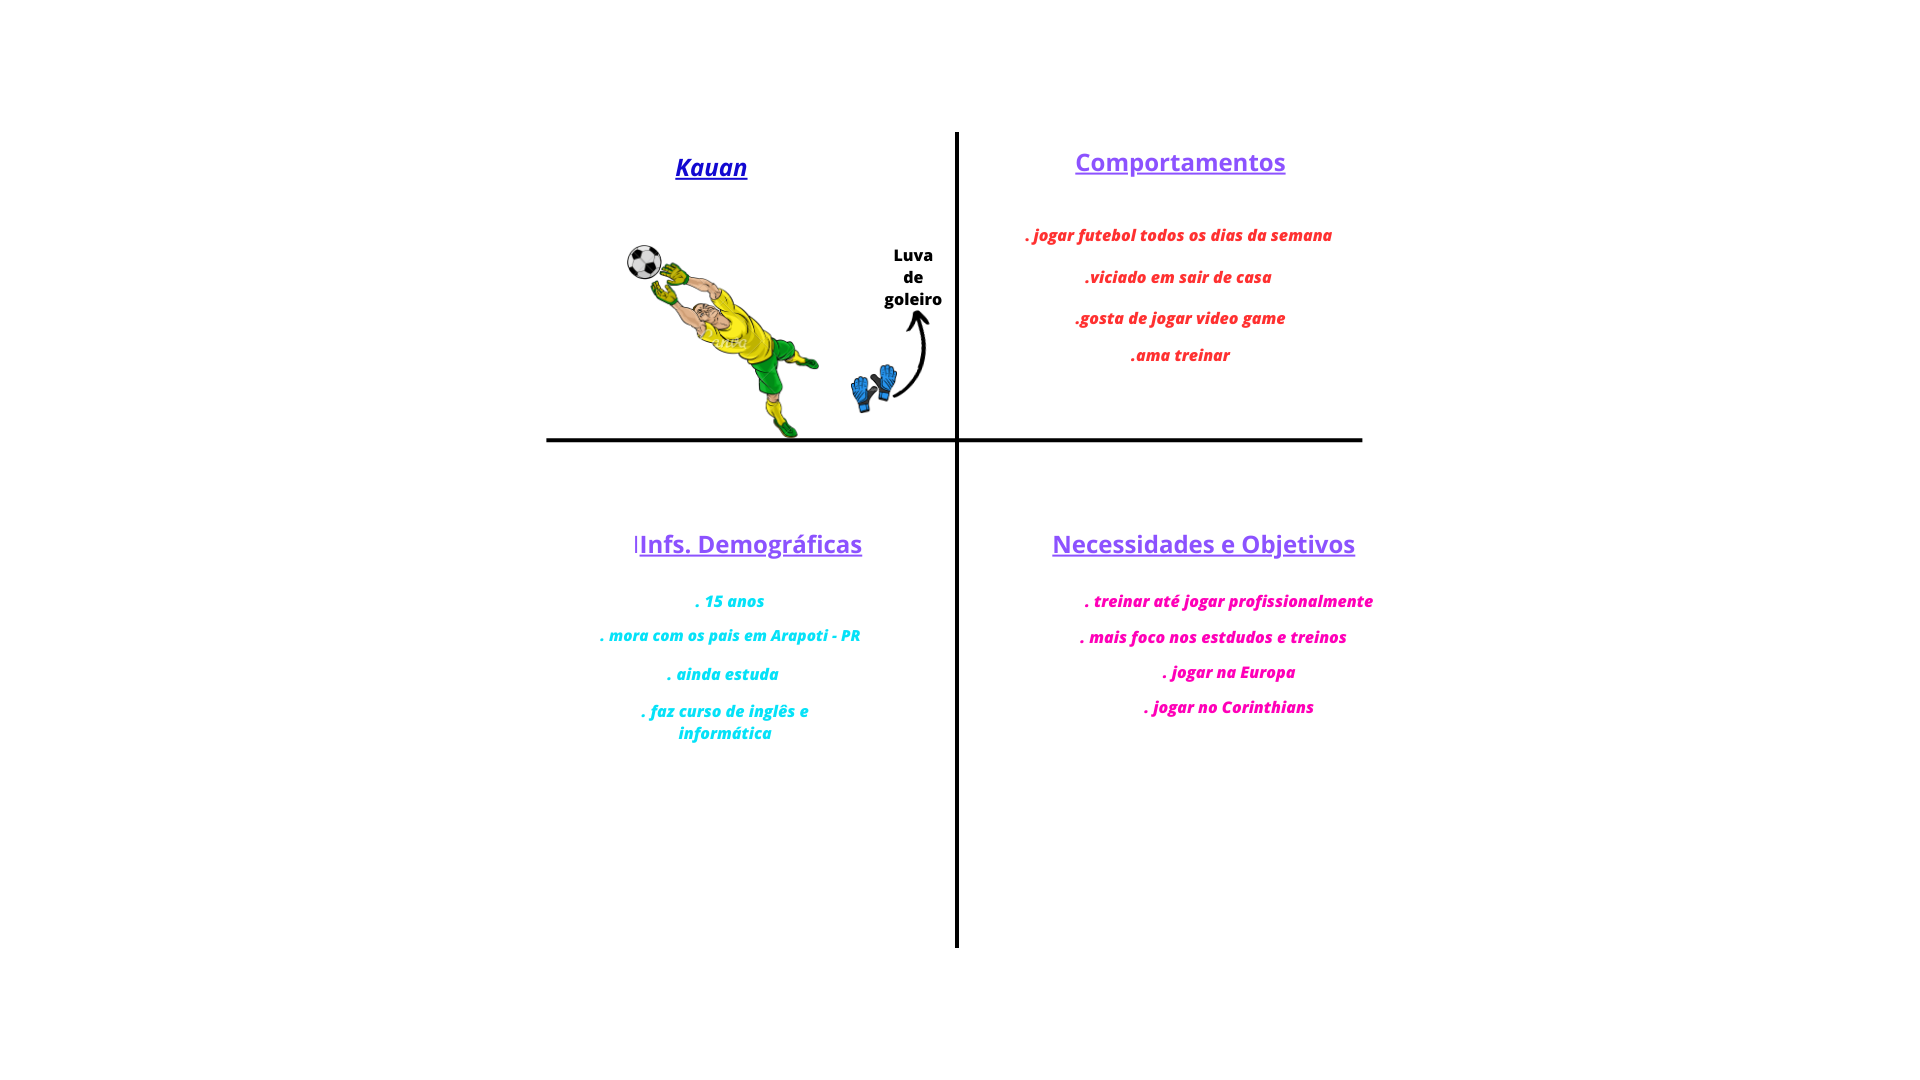 Kauan
Luva
de
goleiro
Comportamentos
. jogar futebol todos os dias da semana
.viciado em sair de casa
.gosta de jogar video game
.ama treinar
IInfs. Demográficas
. 15 anos
. mora com os pais em Arapoti - PR
. ainda estuda
. faz curso de inglês e
informática
Necessidades e Objetivos
. treinar até jogar profissionalmente
. mais foco nos estdudos e treinos
. jogar na Europa
. jogar no Corinthians